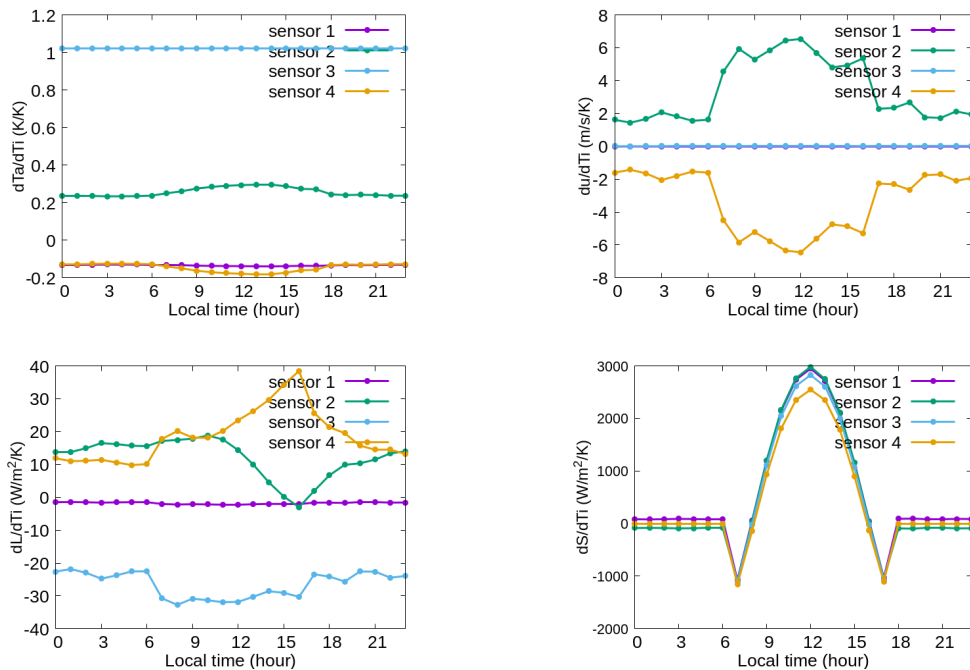 1.2
1
0.8
0.6
0.4
0.2
0
-0.2
dTa/dTi (K/K)
sensor 1
sensor 2
sensor 3
sensor 4
0 3 6 9 12 15 18 21
Local time (hour)
8
6
4
2
0
-2
-4
-6
-8
du/dTi (m/s/K)
sensor 1
sensor 2
sensor 3
sensor 4
0 3 6 9 12 15 18 21
Local time (hour)
40
30
20
10
0
-10
-20
-30
-40
dL/dTi (W/m²/K)
sensor 1
sensor 2
sensor 3
sensor 4
0 3 6 9 12 15 18 21
Local time (hour)
3000
2000
1000
0
-1000
-2000
dS/dTi (W/m²/K)
sensor 1
sensor 2
sensor 3
sensor 4
0 3 6 9 12 15 18 21
Local time (hour)